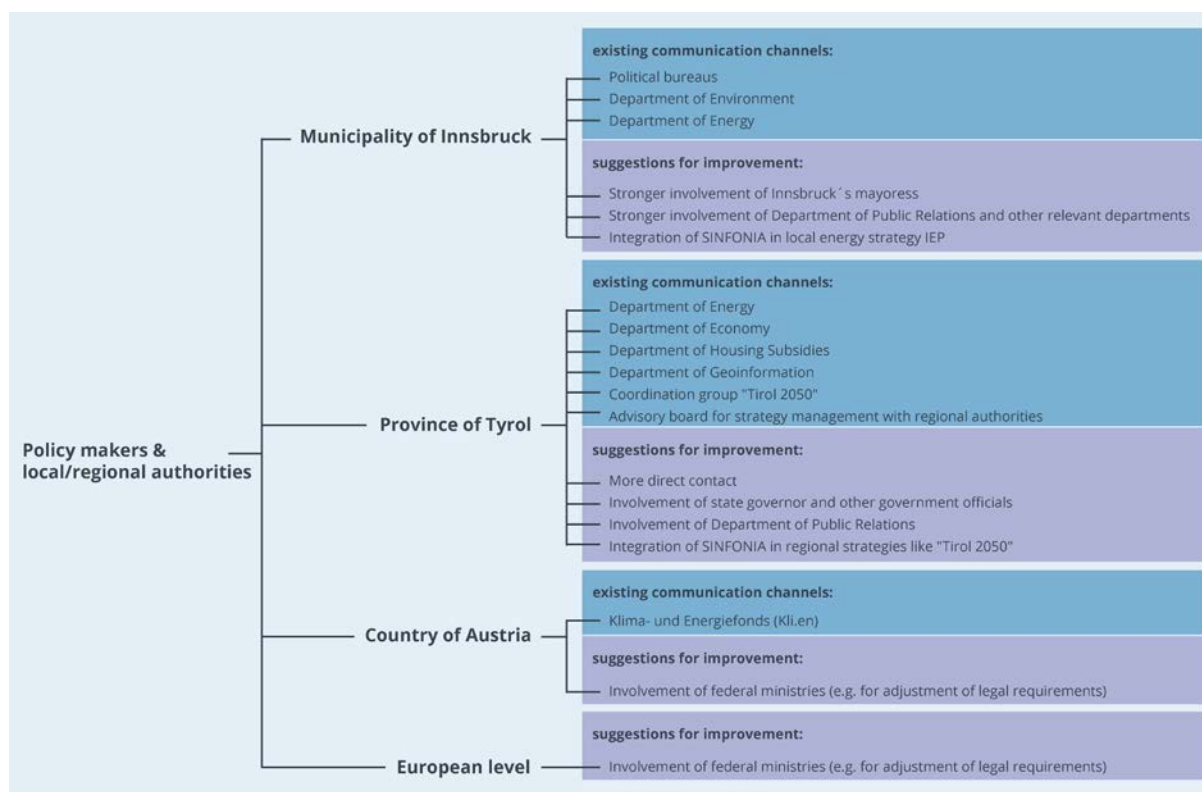 Policy makers &
local/regional authorities
Municipality of Innsbruck
existing communication channels:
Political bureaus
Department of Environment
Department of Energy
suggestions for improvement:
Stronger involvement of Innsbruck´s mayoress
Stronger involvement of Department of Public Relations and other relevant departments
Integration of SINFONIA in local energy strategy IEP
Province of Tyrol
existing communication channels:
Department of Energy
Department of Economy
Department of Housing Subsidies
Department of Geoinformation
Coordination group "Tirol 2050"
Advisory board for strategy management with regional authorities
suggestions for improvement:
More direct contact
Involvement of state governor and other government officials
Involvement of Department of Public Relations
Integration of SINFONIA in regional strategies like "Tirol 2050"
Country of Austria
existing communication channels:
Klima- und Energiefonds (Kli.en)
suggestions for improvement:
Involvement of federal ministries (e.g. for adjustment of legal requirements)
European level
suggestions for improvement:
Involvement of federal ministries (e.g. for adjustment of legal requirements)